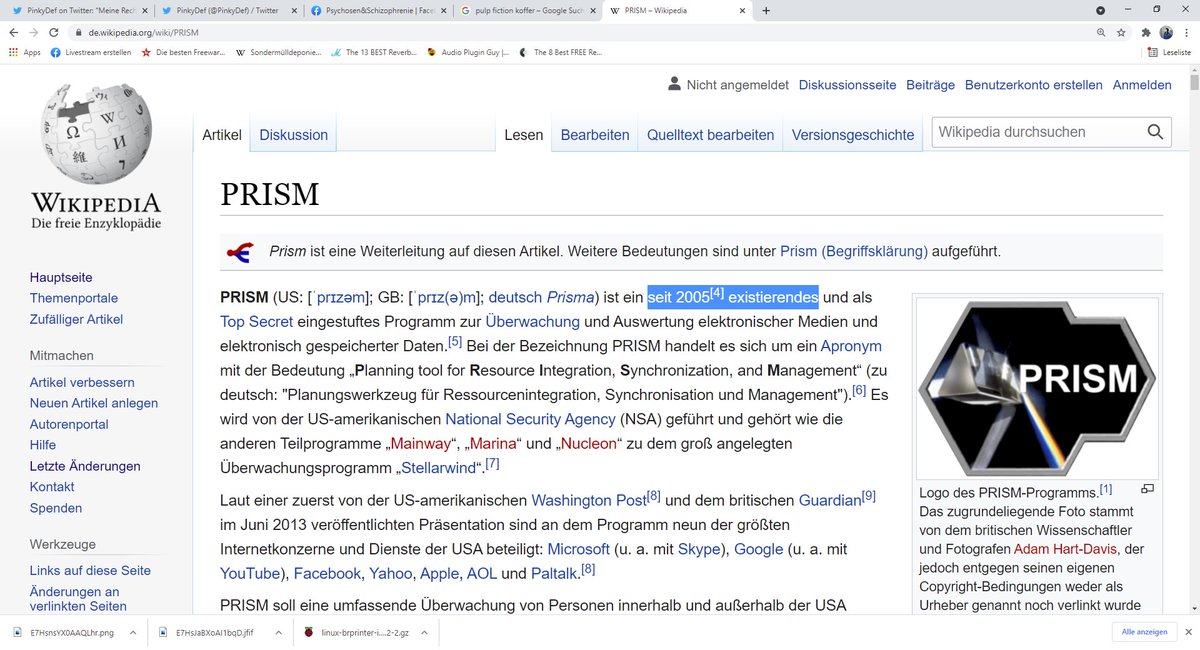 PinkyDef on Twitter: "Meine Rech
PinkyDef (@PinkyDef) / Twitter
Psychosen&Schizophrenie | Face
pulp fiction koffer – Google Such
PRISM – Wikipedia
de.wikipedia.org/wiki/PRISM
Apps
Livestream erstellen
Die besten Freewar...
Sondermülldeponie...
The 13 BEST Reverb...
Audio Plugin Guy |...
The 8 Best FREE Re...
Leseliste
Nicht angemeldet Diskussionsseite Beiträge Benutzerkonto erstellen Anmelden
Artikel Diskussion Lesen Bearbeiten Quelltext bearbeiten Versionsgeschichte Wikipedia durchsuchen
WIKIPEDIA
Die freie Enzyklopädie
Hauptseite
Themenportale
Zufälliger Artikel
Mitmachen
Artikel verbessern
Neuen Artikel anlegen
Autorenportal
Hilfe
Letzte Änderungen
Kontakt
Spenden
Werkzeuge
Links auf diese Seite
Änderungen an
verlinkten Seiten
PRISM
Prism ist eine Weiterleitung auf diesen Artikel. Weitere Bedeutungen sind unter Prism (Begriffsklärung) aufgeführt.
PRISM (US: [ˈprɪzəm]; GB: [ˈprɪz(ə)m]; deutsch Prisma) ist ein seit 2005[4] existierendes und als
Top Secret eingestuftes Programm zur Überwachung und Auswertung elektronischer Medien und
elektronisch gespeicherter Daten.[5] Bei der Bezeichnung PRISM handelt es sich um ein Apronym
mit der Bedeutung „Planning tool for Resource Integration, Synchronization, and Management“ (zu
deutsch: "Planungswerkzeug für Ressourcenintegration, Synchronisation und Management").[6] Es
wird von der US-amerikanischen National Security Agency (NSA) geführt und gehört wie die
anderen Teilprogramme „Mainway“, „Marina“ und „Nucleon“ zu dem groß angelegten
Überwachungsprogramm „Stellarwind“.[7]
Laut einer zuerst von der US-amerikanischen Washington Post[8] und dem britischen Guardian[9]
im Juni 2013 veröffentlichten Präsentation sind an dem Programm neun der größten
Internetkonzerne und Dienste der USA beteiligt: Microsoft (u. a. mit Skype), Google (u. a. mit
YouTube), Facebook, Yahoo, Apple, AOL und Paltalk.[8]
PRISM soll eine umfassende Überwachung von Personen innerhalb und außerhalb der USA
PRISM
Logo des PRISM-Programms.[1]
Das zugrundeliegende Foto stammt
von dem britischen Wissenschaftler
und Fotografen Adam Hart-Davis, der
jedoch entgegen seinen eigenen
Copyright-Bedingungen weder als
Urheber genannt noch verlinkt wurde
E7HsnsYX0AAQLhr.png
E7HsJaBXoAI1bqD.jfif
linux-brprinter-i....2-2.gz
Alle anzeigen